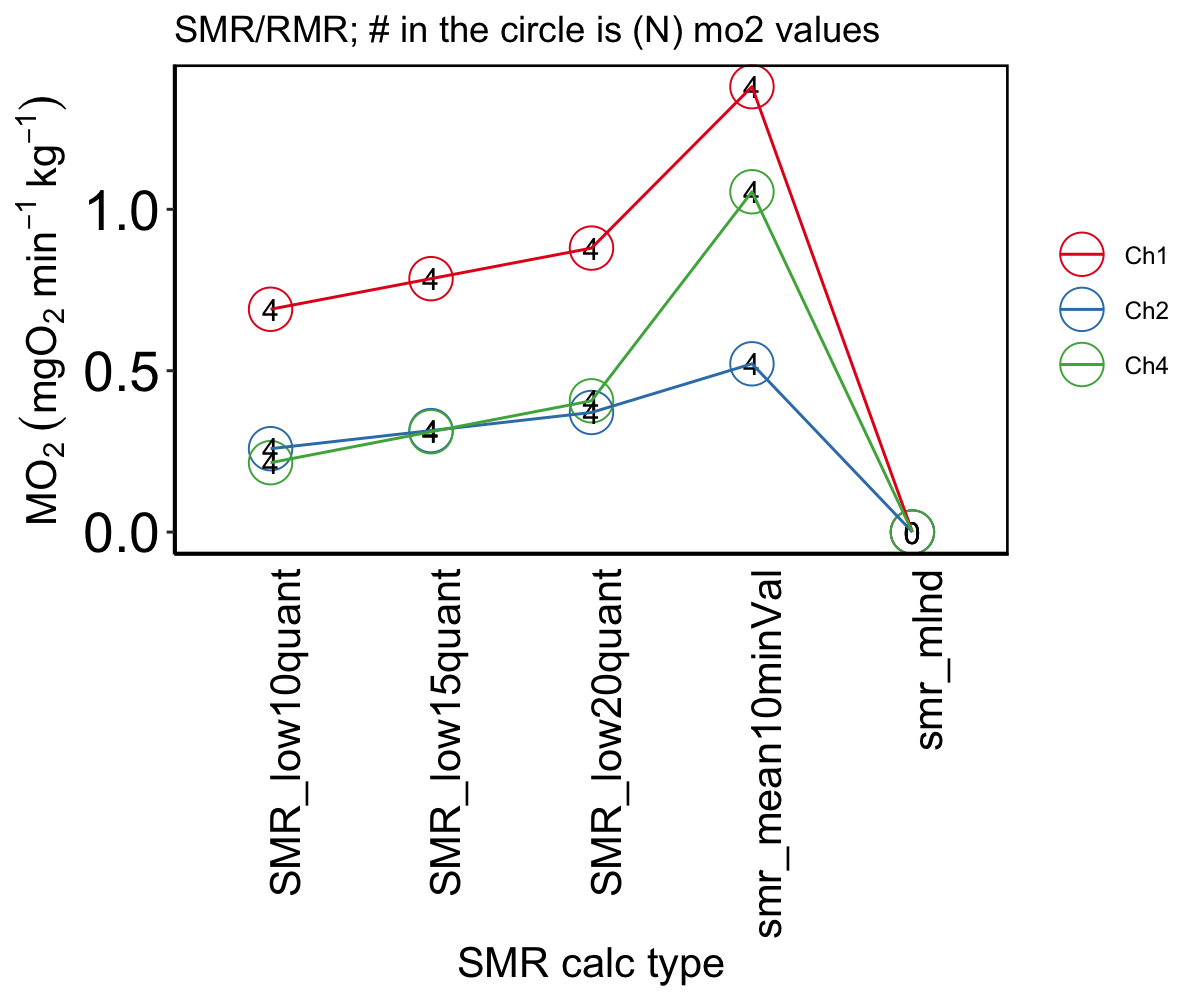 SMR/RMR; # in the circle is (N) mo2 values
MO₂ (mgO₂ min⁻¹ kg⁻¹)
1.0
0.5
0.0
4
4
4
4
4
4
4
4
4
4
4
4
0
SMR_low10quant
SMR_low15quant
SMR_low20quant
smr_mean10minVal
smr_mlnd
SMR calc type
Ch1
Ch2
Ch4